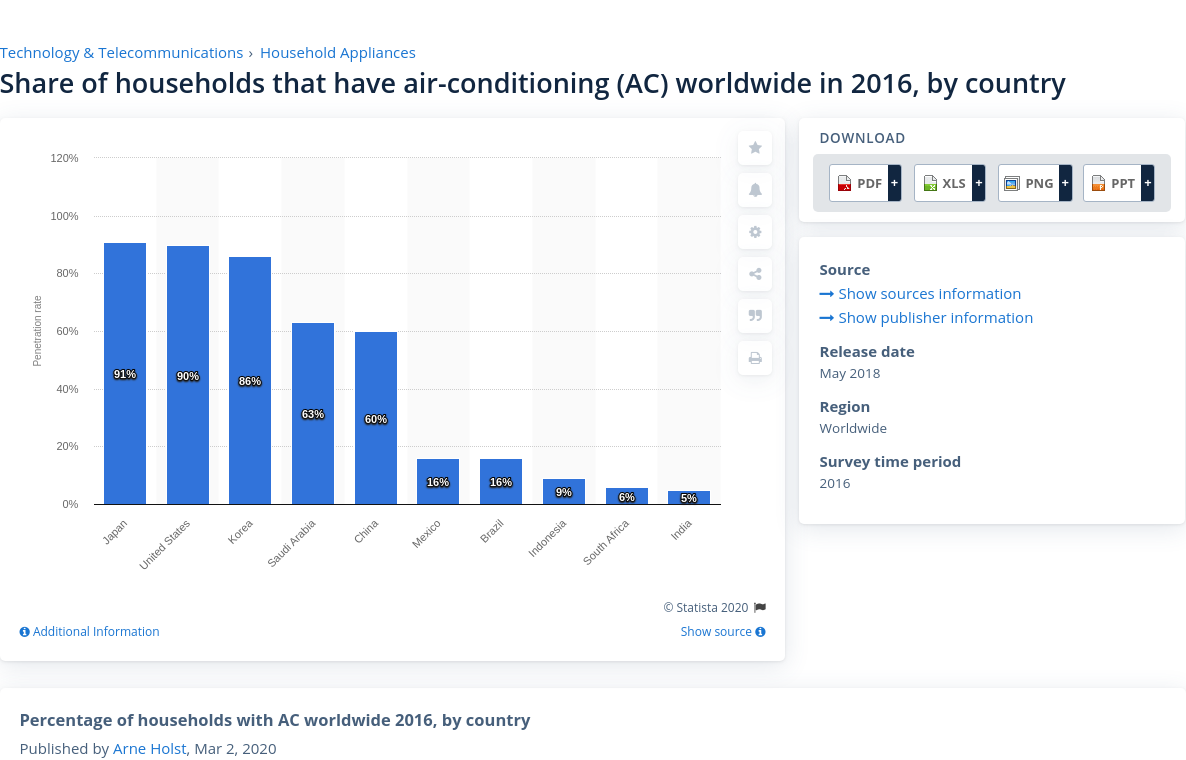 Technology & Telecommunications › Household Appliances
Share of households that have air-conditioning (AC) worldwide in 2016, by country
120%
100%
80%
60%
40%
20%
0%
Penetration rate
91%
90%
86%
63%
60%
16%
16%
9%
6%
5%
Japan
United States
Korea
Saudi Arabia
China
Mexico
Brazil
Indonesia
South Africa
India
© Statista 2020
Additional Information
Show source
DOWNLOAD
PDF + XLS + PNG + PPT +
Source
Show sources information
Show publisher information
Release date
May 2018
Region
Worldwide
Survey time period
2016
Percentage of households with AC worldwide 2016, by country
Published by Arne Holst, Mar 2, 2020